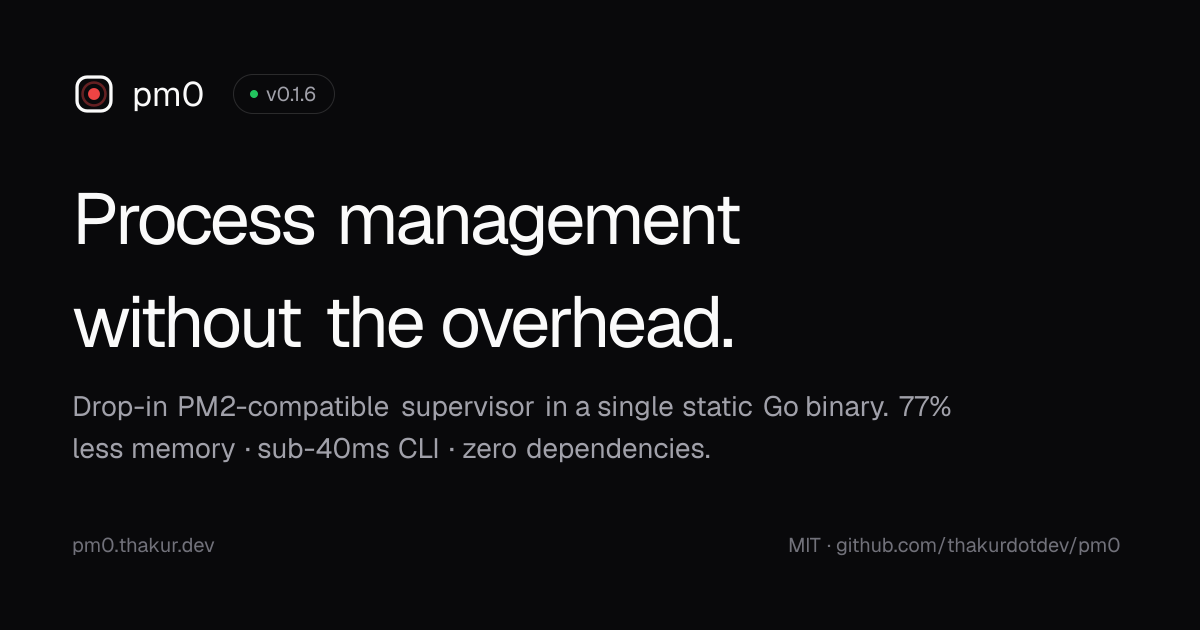 pm0
v0.1.6
Process management
without the overhead.
Drop-in PM2-compatible supervisor in a single static Go binary. 77%
less memory · sub-40ms CLI · zero dependencies.
pm0.thakur.dev
MIT · github.com/thakurdotdev/pm0